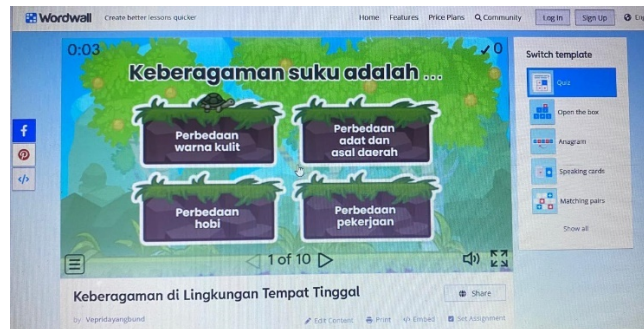 Wordwall
Create better lessons quicker
Home Features Price Plans Community
Log in
Sign Up
0:03
0
Keberagaman suku adalah ...
Perbedaan
warna kulit
Perbedaan
adat dan
asal daerah
Perbedaan
hobi
Perbedaan
pekerjaan
1 of 10
Switch template
Quiz
Open the box
Anagram
Speaking cards
Matching pairs
Show all
Keberagaman di Lingkungan Tempat Tinggal
Share
by Vepridayangbund
Edit Content Print Embed Set Assignment